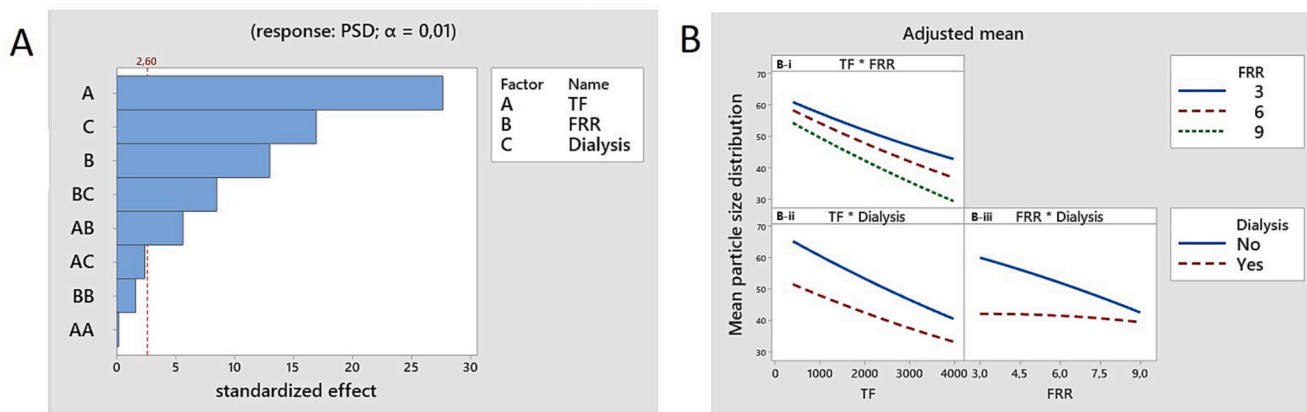 A
(response: PSD; α = 0,01)
2,60
A
C
B
BC
AB
AC
BB
AA
0 5 10 15 20 25 30
standardized effect
Factor Name
A TF
B FRR
C Dialysis
B
Adjusted mean
B-i TF * FRR
70
60
50
40
30
FRR
3
6
9
Mean particle size distribution
B-ii TF * Dialysis
B-iii FRR * Dialysis
70
60
50
40
30
Dialysis
No
Yes
0 1000 2000 3000 4000
3,0 4,5 6,0 7,5 9,0
TF
FRR